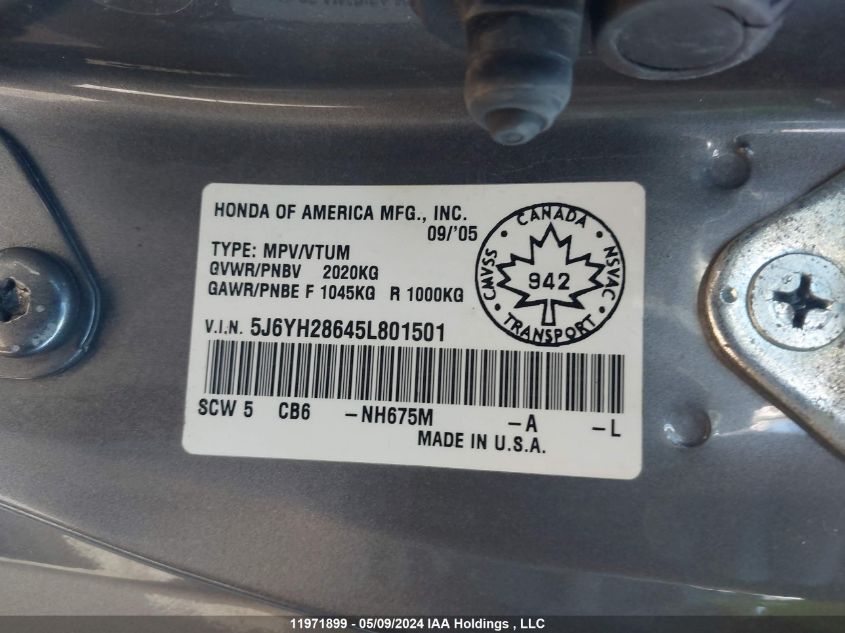 HONDA OF AMERICA MFG., INC.
09/'05
TYPE: MPV/VTUM
GVWR/PNBV 2020KG
GAWR/PNBE F 1045KG R 1000KG
V.I.N. 5J6YH28645L801501
CANADA
CMVSS
942
NSVAC
TRANSPORT
SCW 5 CB6 -NH675M -A -L
MADE IN U.S.A.
11971899 - 05/09/2024 IAA Holdings , LLC